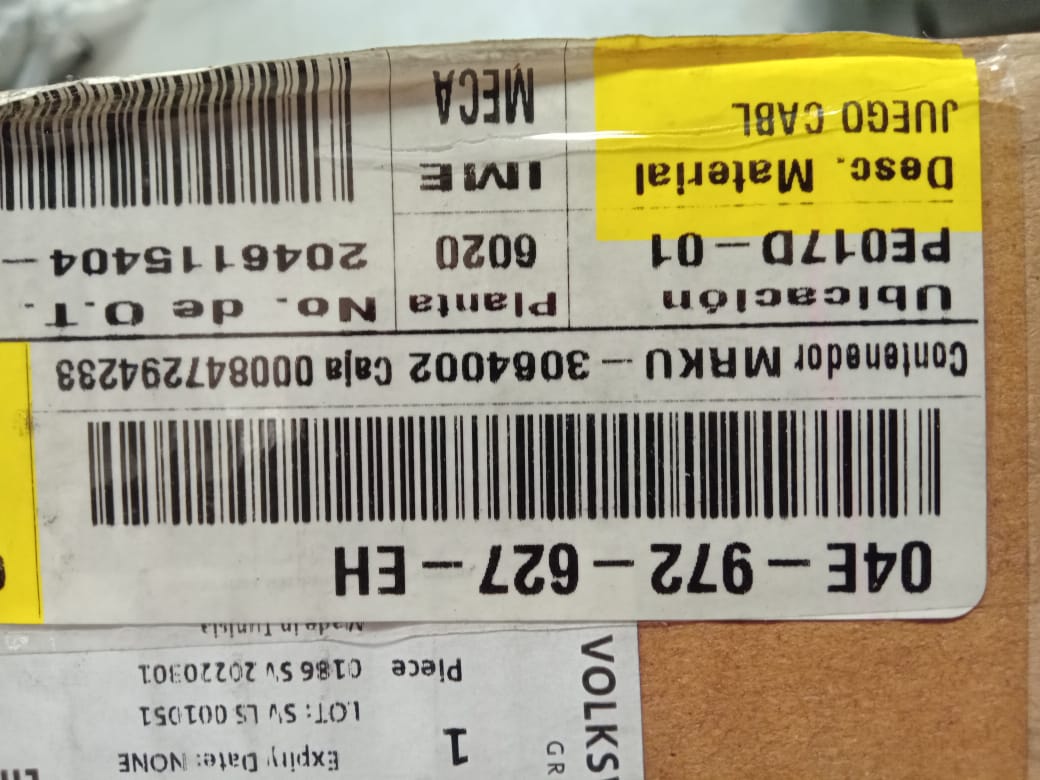 VOLKS
GR
1
Piece
Expiry Date: NONE
LOT: SV LS 001051
0186 SV 20220301
Made in Tunisia
04E-972-627-EH
Contenedor MRKU-3064002 Caja 000847294233
Ubicación Planta No. de O.T.
PE017D-01 6020 2046115404-
Desc. Material IME
JUEGO CABL MECA